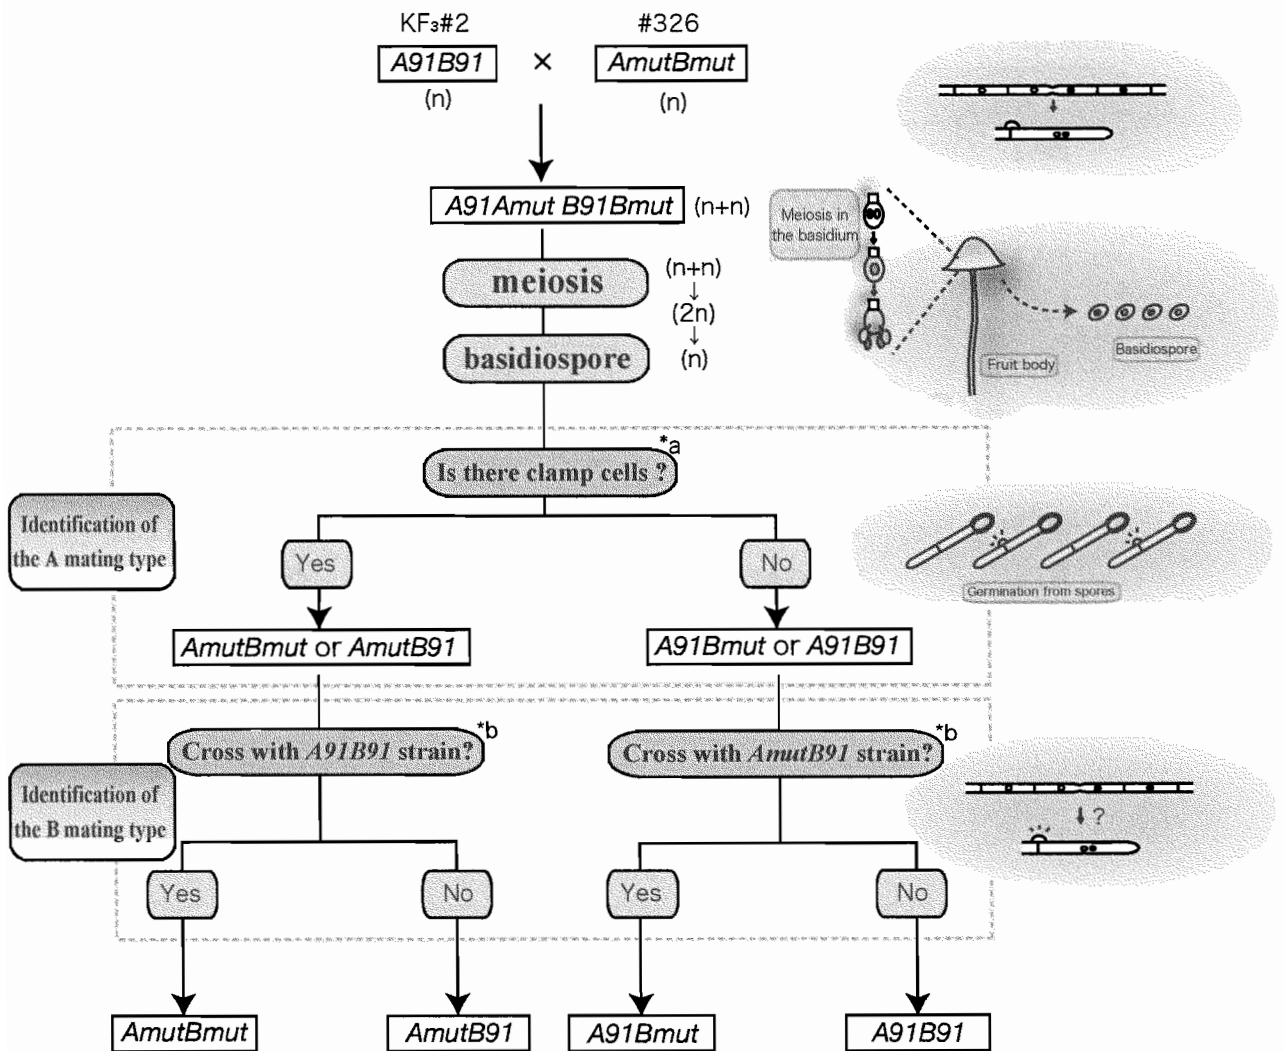 KF₃#2
#326
A91B91
×
AmutBmut
(n)
(n)
A91Amut B91Bmut
(n+n)
Meiosis in
the basidium
meiosis
(n+n)
↓
(2n)
↓
basidiospore
(n)
Fruit body
Basidiospore
Is there clamp cells ?
*a
Identification of
the A mating type
Yes
No
Germination from spores
AmutBmut or AmutB91
A91Bmut or A91B91
Cross with A91B91 strain?
*b
Cross with AmutB91 strain?
*b
Identification of
the B mating type
?
Yes
No
Yes
No
AmutBmut
AmutB91
A91Bmut
A91B91